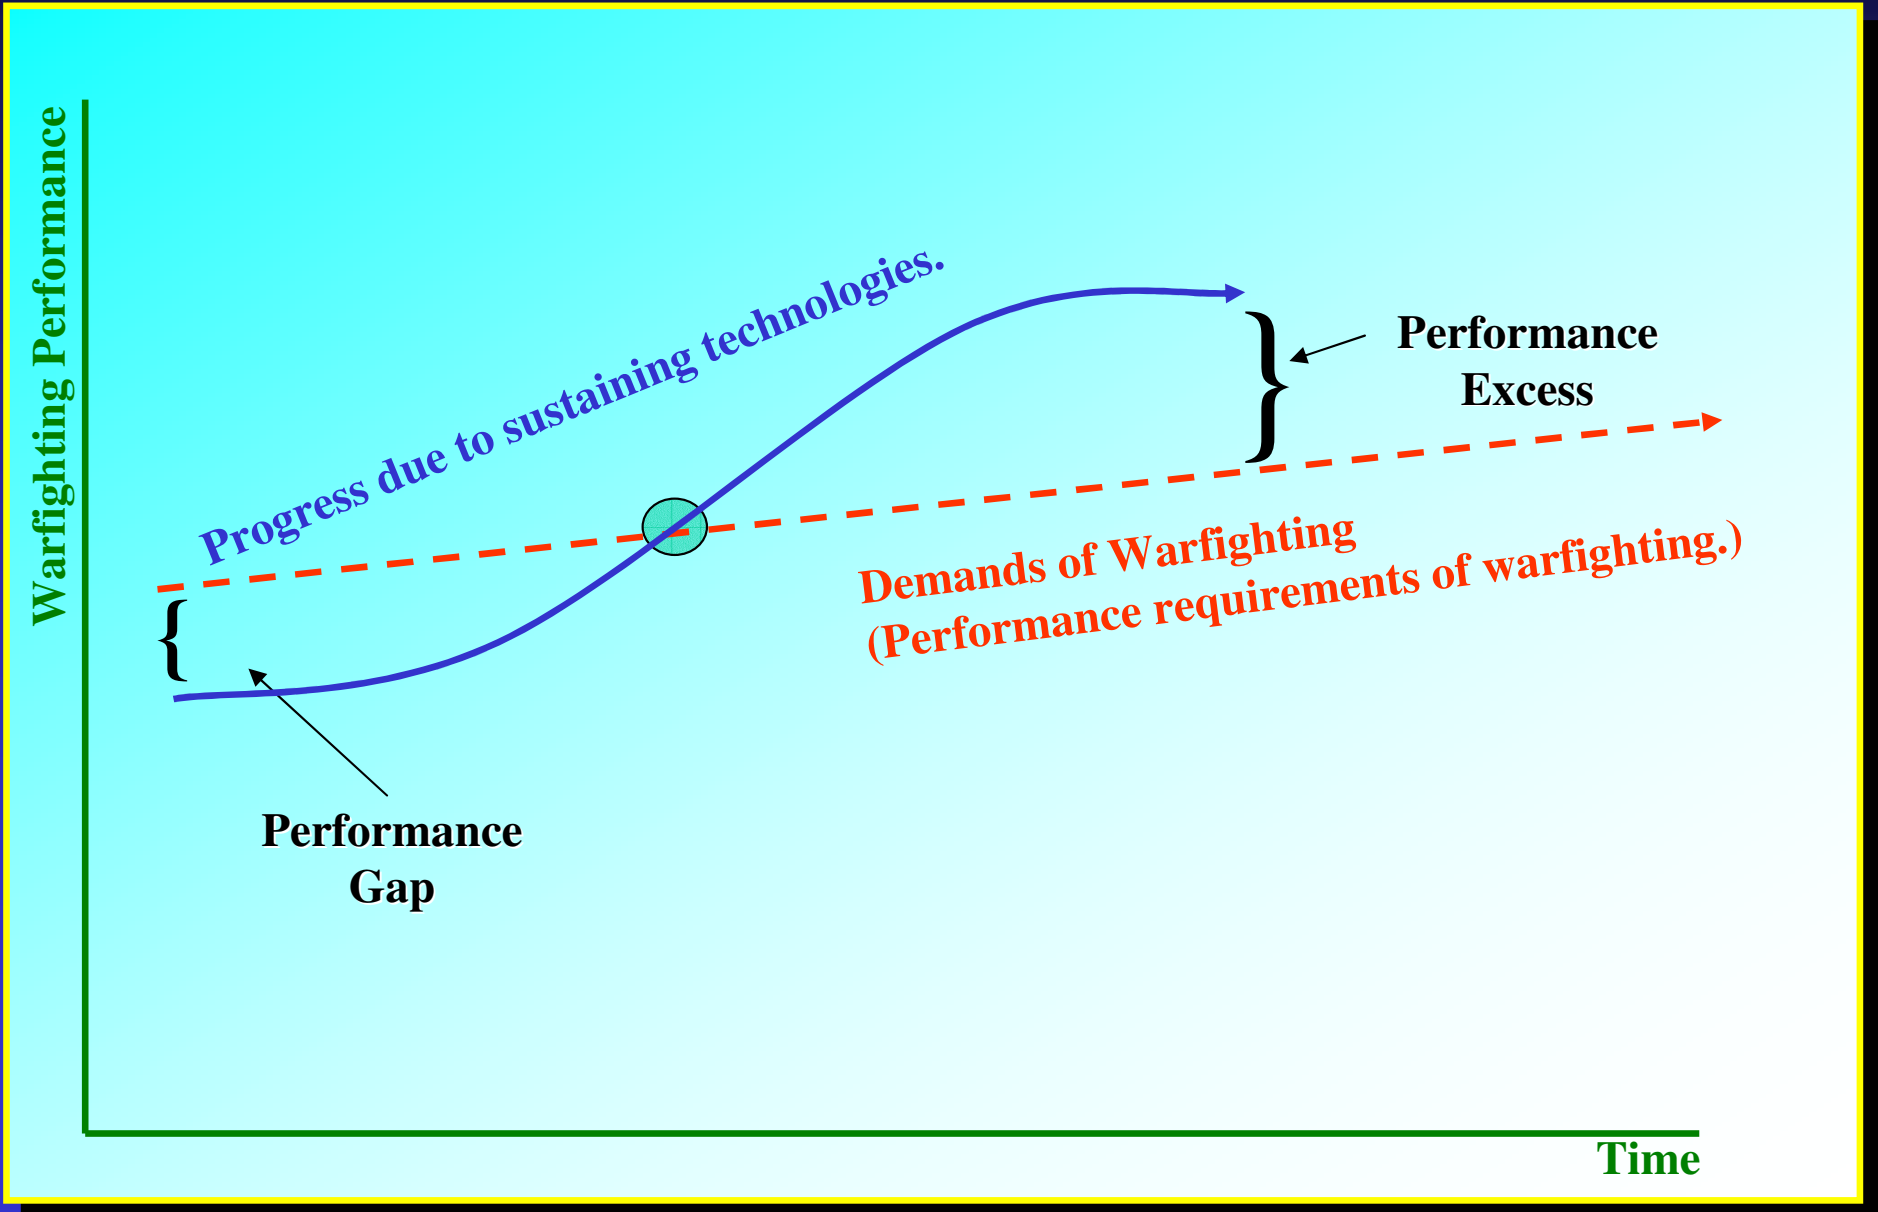 Warfighting Performance
Progress due to sustaining technologies.
Performance
Excess
Demands of Warfighting
(Performance requirements of warfighting.)
Performance
Gap
Time